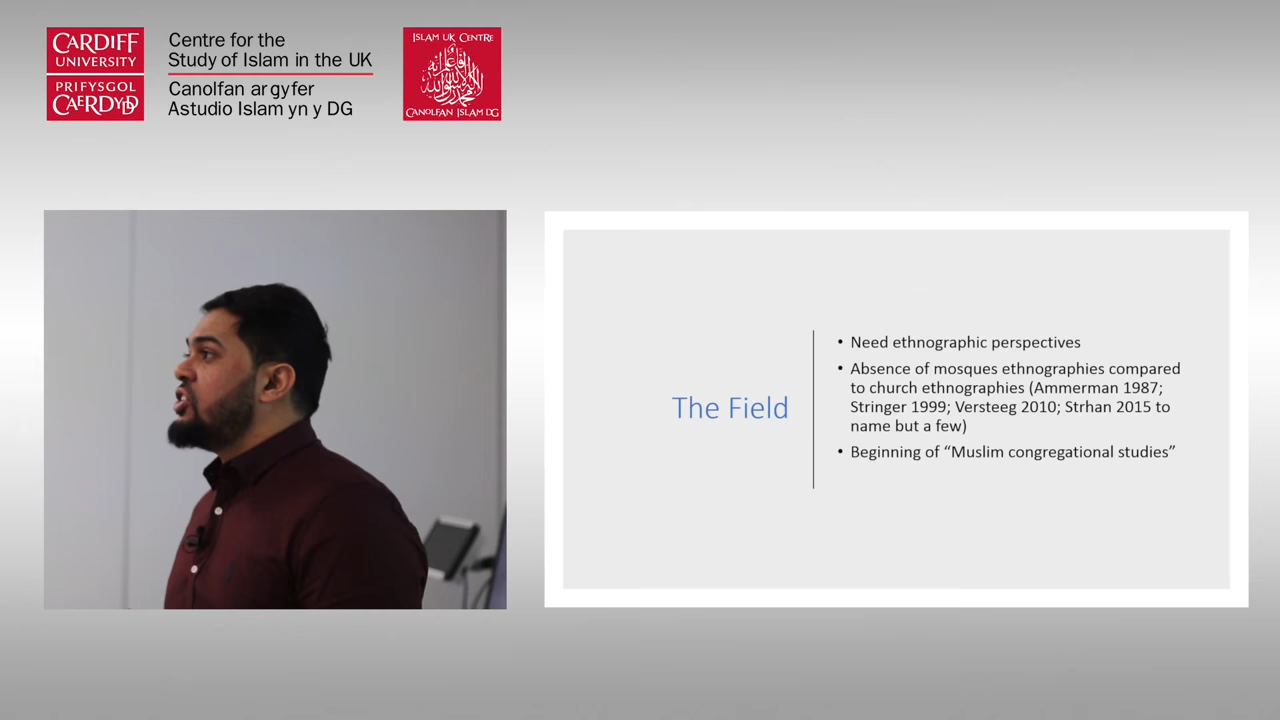 CARDIFF
UNIVERSITY
PRIFYSGOL
CAERDYDD
Centre for the
Study of Islam in the UK
Canolfan ar gyfer
Astudio Islam yn y DG
ISLAM UK CENTRE
CANOLFAN ISLAM DG
The Field
• Need ethnographic perspectives
• Absence of mosques ethnographies compared
to church ethnographies (Ammerman 1987;
Stringer 1999; Versteeg 2010; Strhan 2015 to
name but a few)
• Beginning of “Muslim congregational studies”